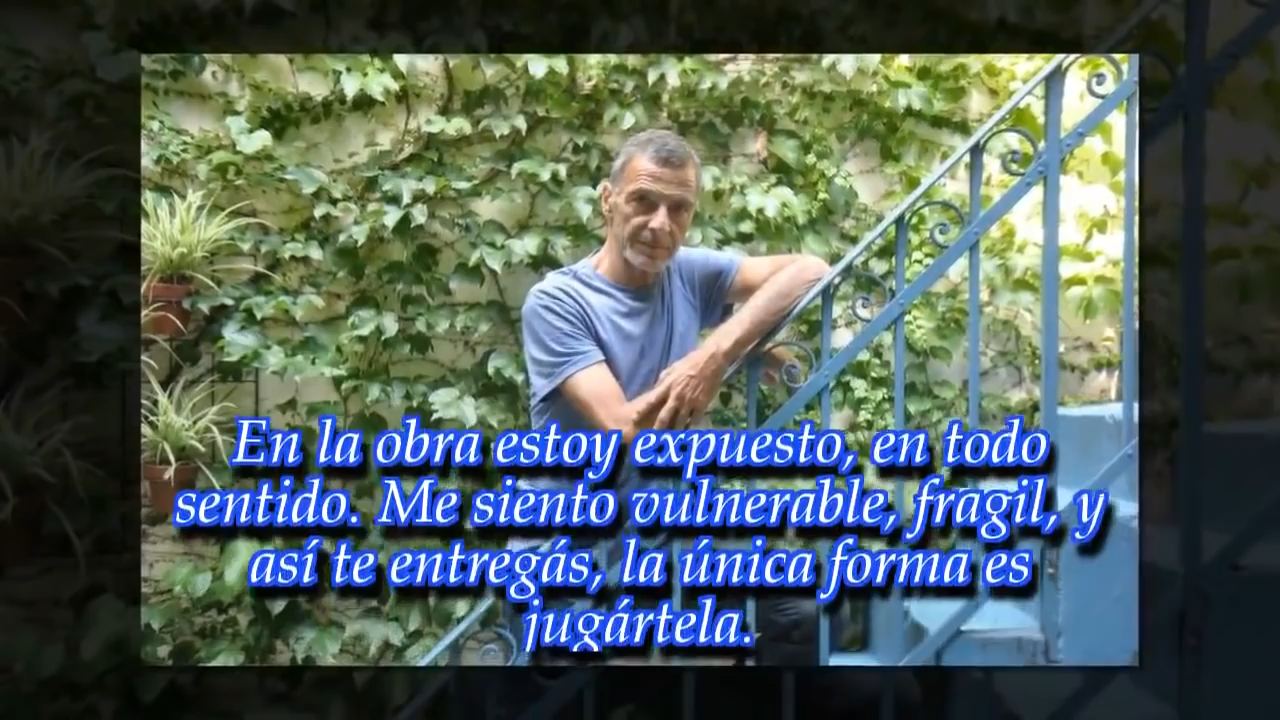 En la obra estoy expuesto, en todo
sentido. Me siento vulnerable, fragil, y
así te entregás, la única forma es
jugártela.